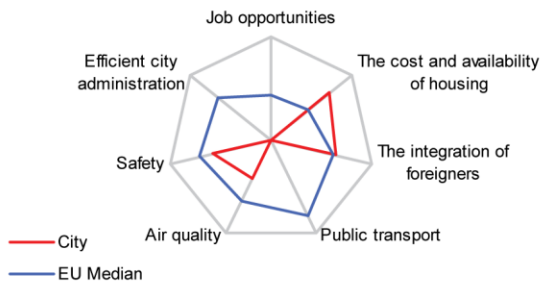 Job opportunities
Efficient city
administration
The cost and availability
of housing
Safety
The integration of
foreigners
Air quality
Public transport
City
EU Median